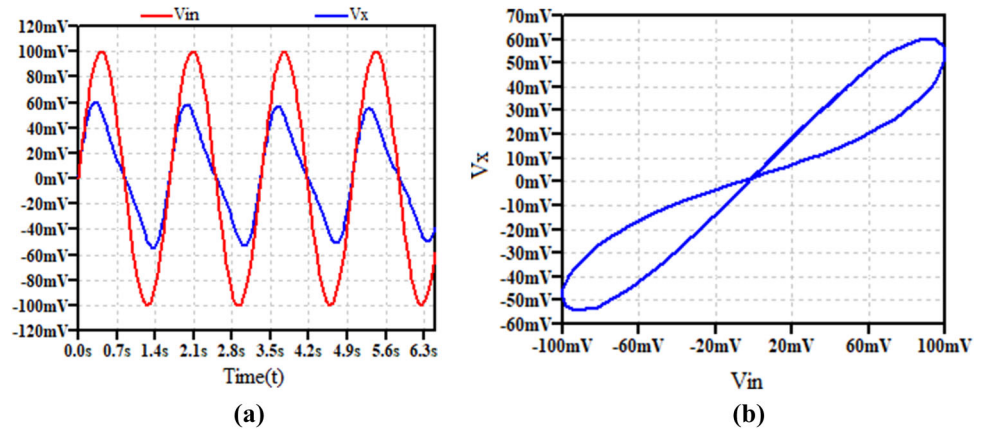 Vin Vx
120mV
100mV
80mV
60mV
40mV
20mV
0mV
-20mV
-40mV
-60mV
-80mV
-100mV
-120mV
0.0s 0.7s 1.4s 2.1s 2.8s 3.5s 4.2s 4.9s 5.6s 6.3s
Time(t)
(a)
70mV
60mV
50mV
40mV
30mV
20mV
10mV
0mV
-10mV
-20mV
-30mV
-40mV
-50mV
-60mV
Vx
-100mV -60mV -20mV 20mV 60mV 100mV
Vin
(b)